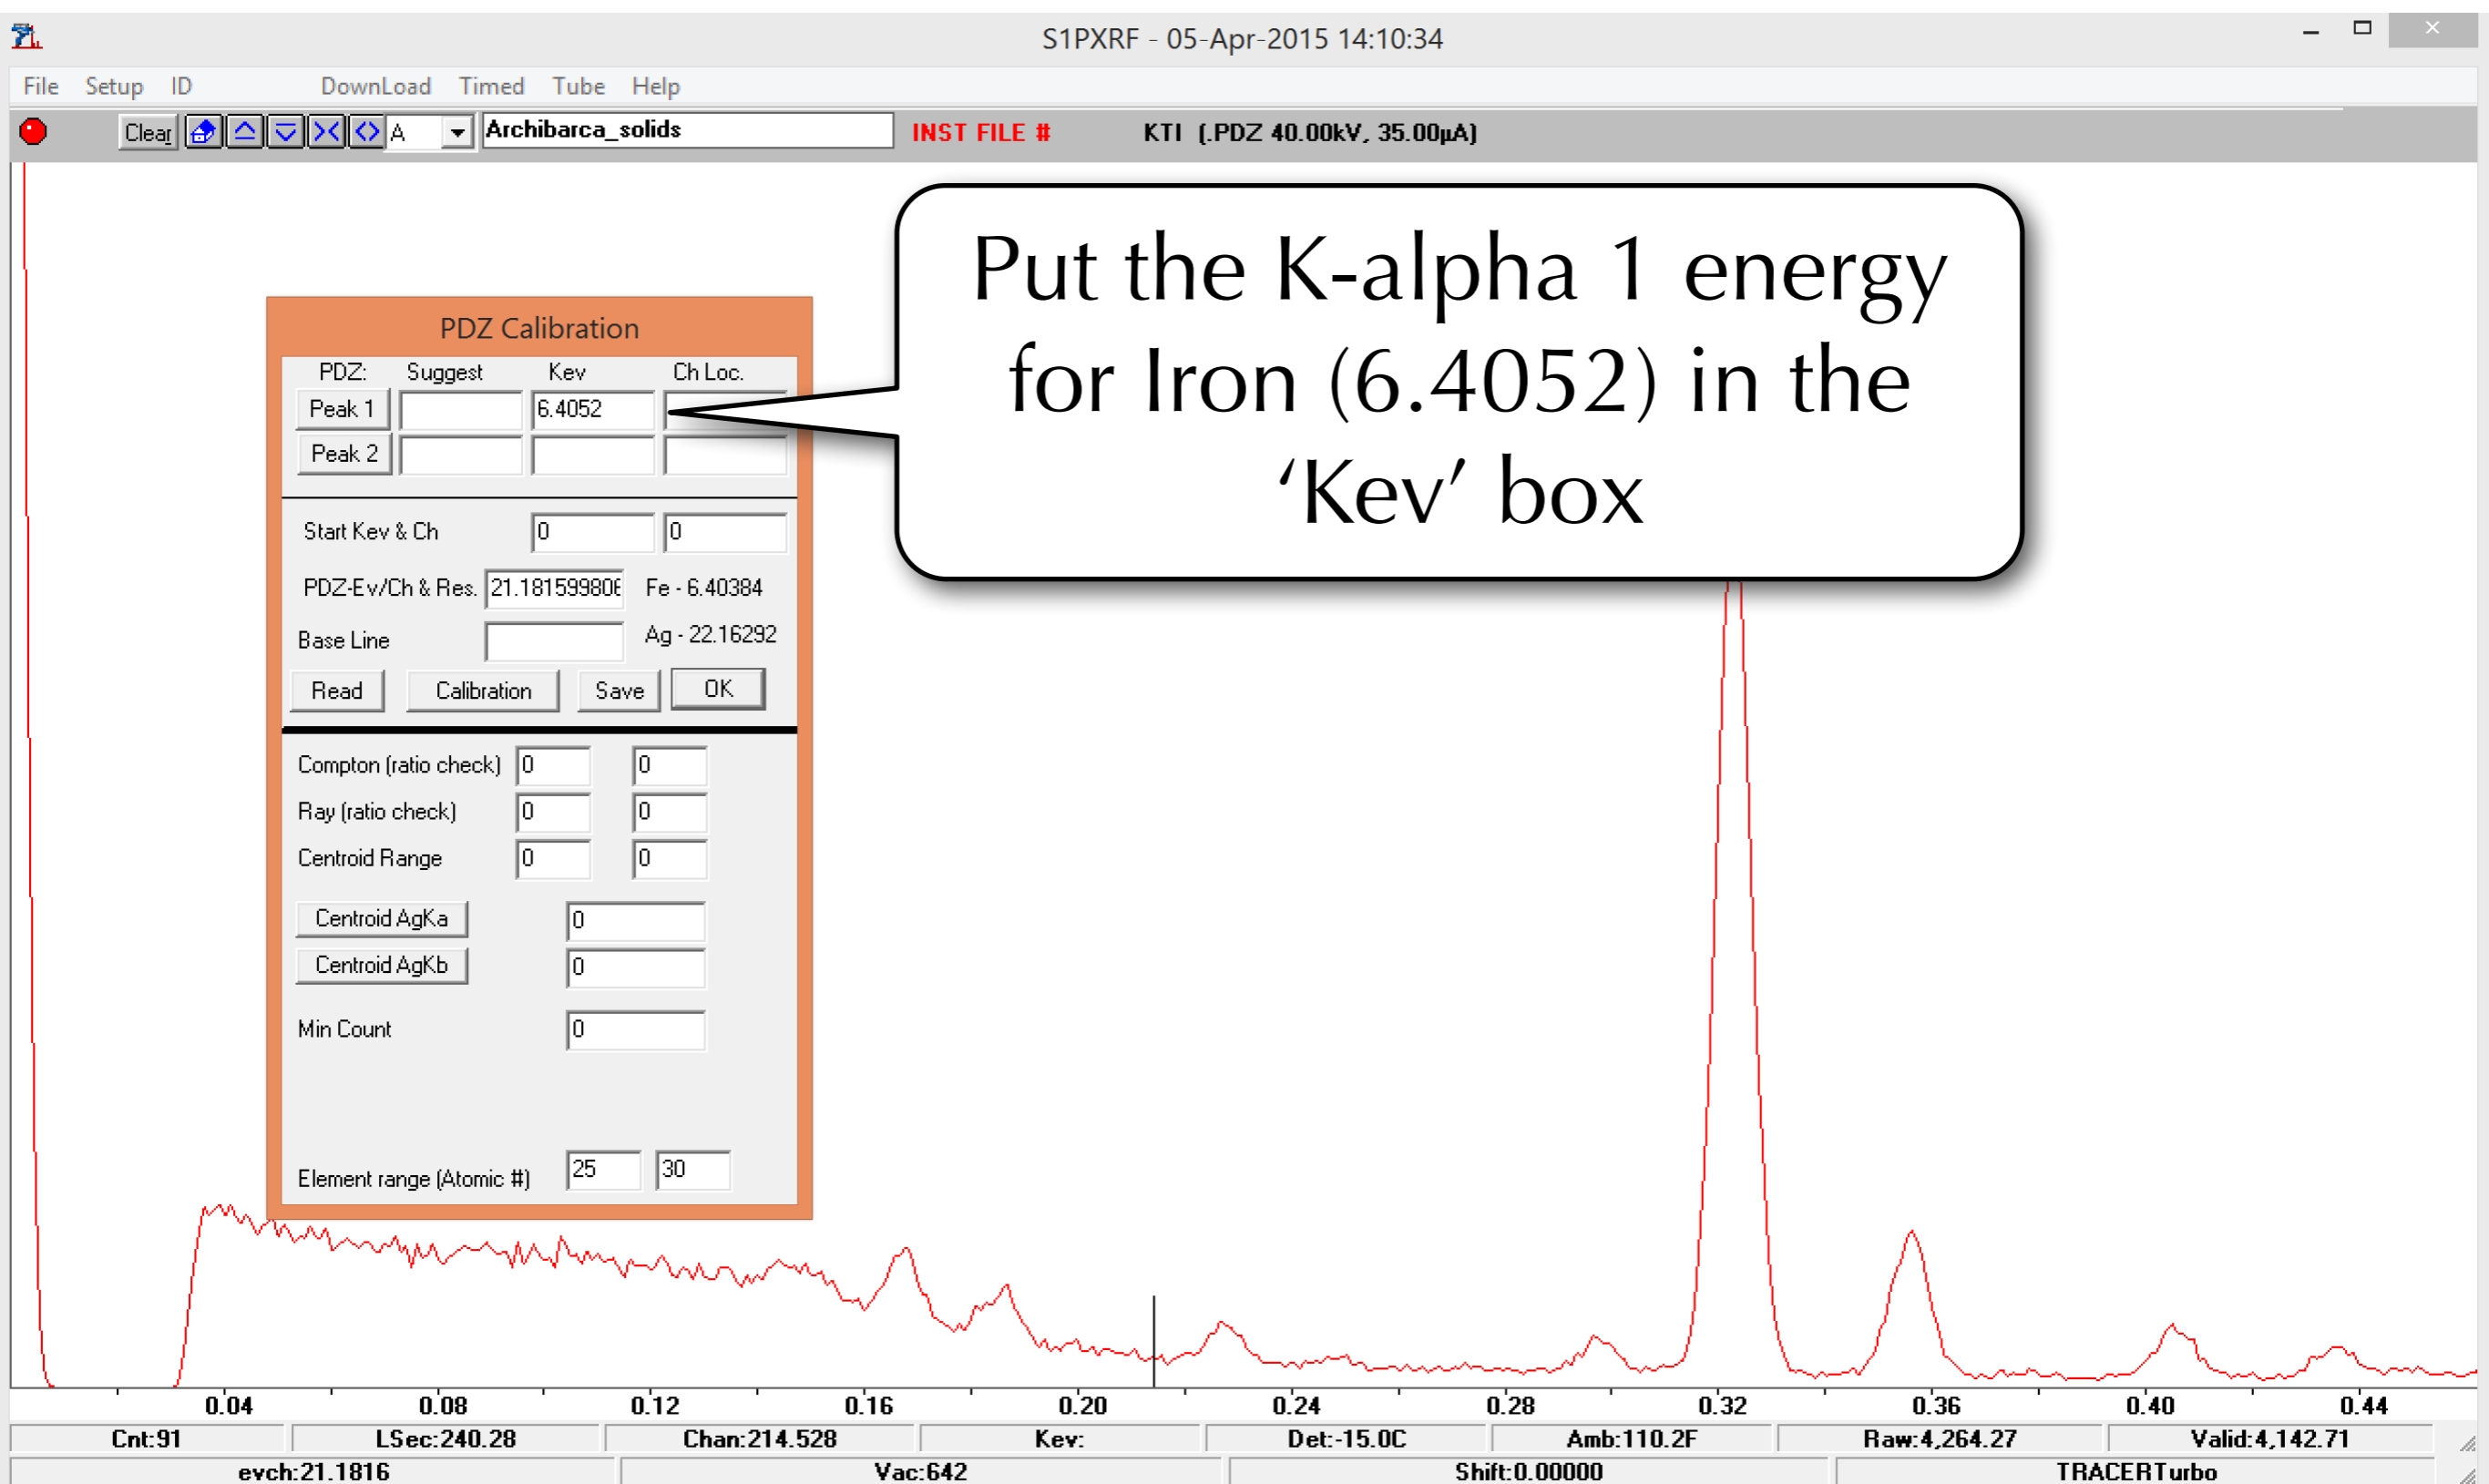 S1PXRF - 05-Apr-2015 14:10:34
File Setup ID DownLoad Timed Tube Help
Clear A Archibarca_solids INST FILE # KTI (.PDZ 40.00kV, 35.00µA)
Put the K-alpha 1 energy
for Iron (6.4052) in the
‘Kev’ box
PDZ Calibration
PDZ: Suggest Kev Ch Loc.
Peak 1 6.4052
Peak 2
Start Kev & Ch 0 0
PDZ-Ev/Ch & Res. 21.18159980 Fe - 6.40384
Base Line Ag - 22.16292
Read Calibration Save OK
Compton (ratio check) 0 0
Ray (ratio check) 0 0
Centroid Range 0 0
Centroid AgKa 0
Centroid AgKb 0
Min Count 0
Element range (Atomic #) 25 30
0.04 0.08 0.12 0.16 0.20 0.24 0.28 0.32 0.36 0.40 0.44
Cnt:91 LSec:240.28 Chan:214.528 Kev: Det:-15.0C Amb:110.2F Raw:4,264.27 Valid:4,142.71
evch:21.1816 Vac:642 Shift:0.00000 TRACERTurbo